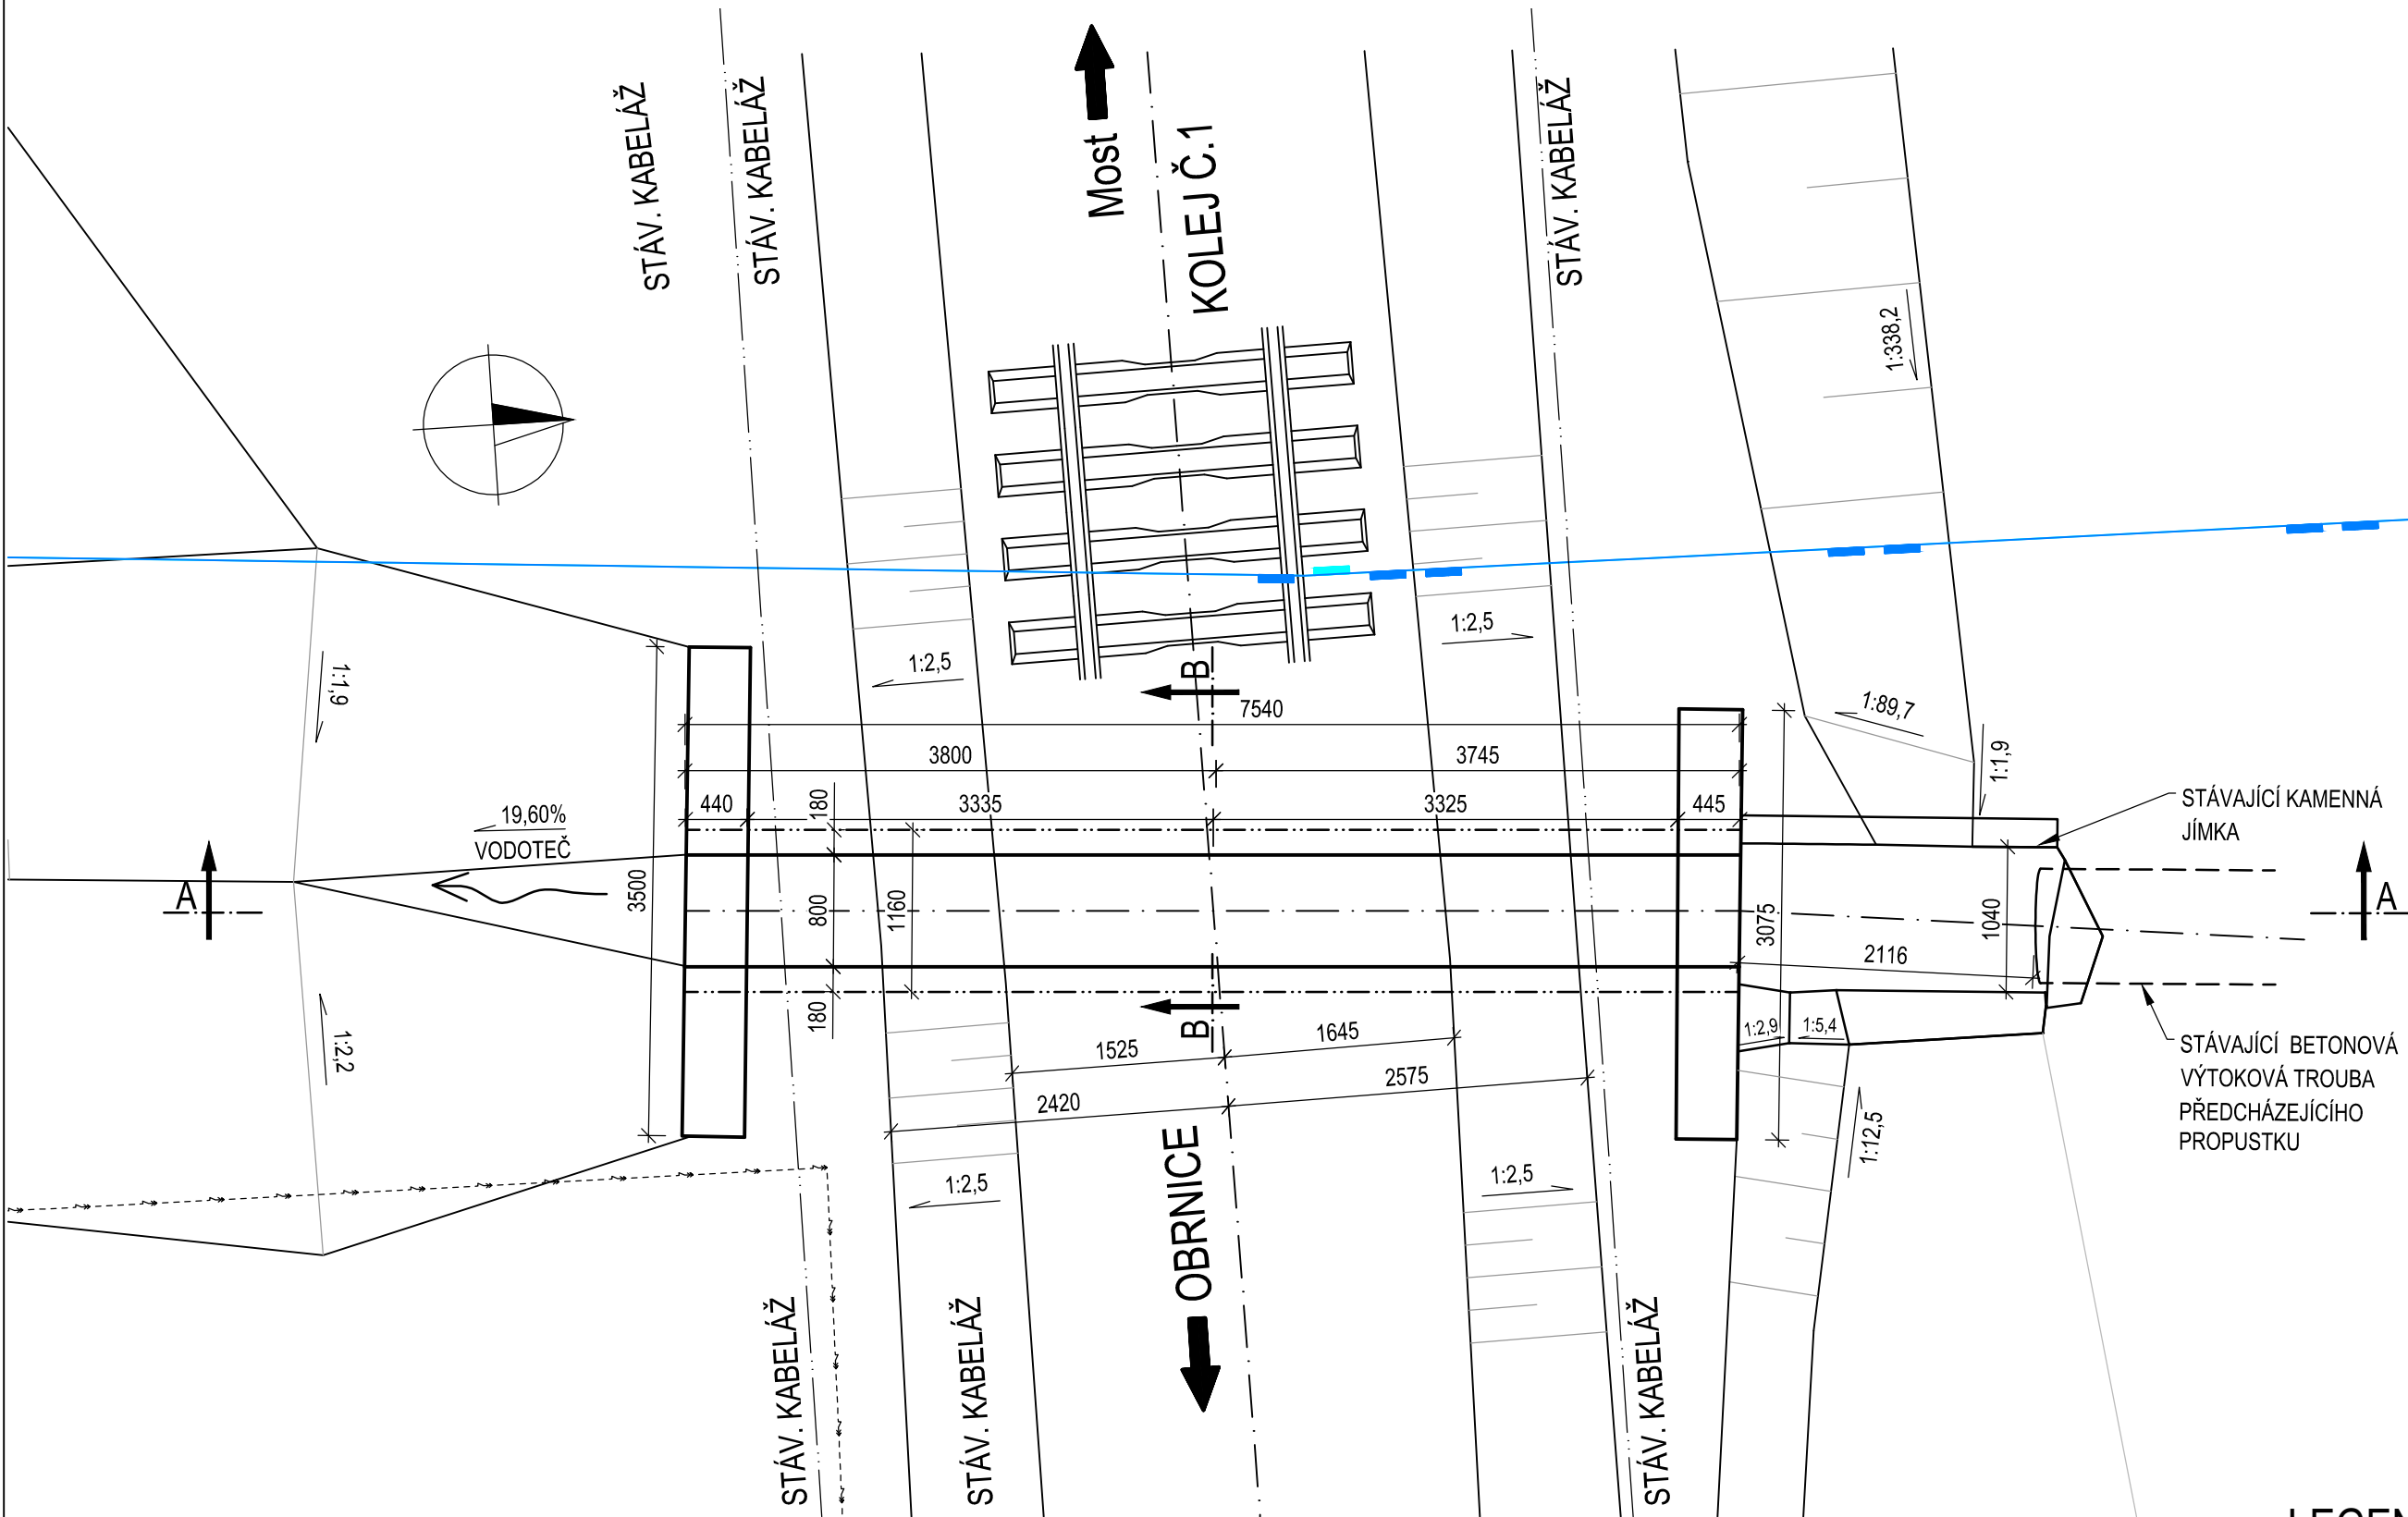 STÁV. KABELÁŽ
STÁV. KABELÁŽ
Most
KOLEJ Č.1
STÁV. KABELÁŽ
1:338,2
1:2,5
1:2,5
1:1,9
B
7540
1:89,7
1:1,9
3800
3745
440
180
3335
3325
445
STÁVAJÍCÍ KAMENNÁ
JÍMKA
19,60%
VODOTEČ
A
3500
800
1160
3075
1040
A
2116
180
B
1:2,9
1:5,4
1525
1645
STÁVAJÍCÍ BETONOVÁ
VÝTOKOVÁ TROUBA
PŘEDCHÁZEJÍCÍHO
PROPUSTKU
1:2,2
2420
2575
1:12,5
1:2,5
1:2,5
OBRNICE
STÁV. KABELÁŽ
STÁV. KABELÁŽ
STÁV. KABELÁŽ